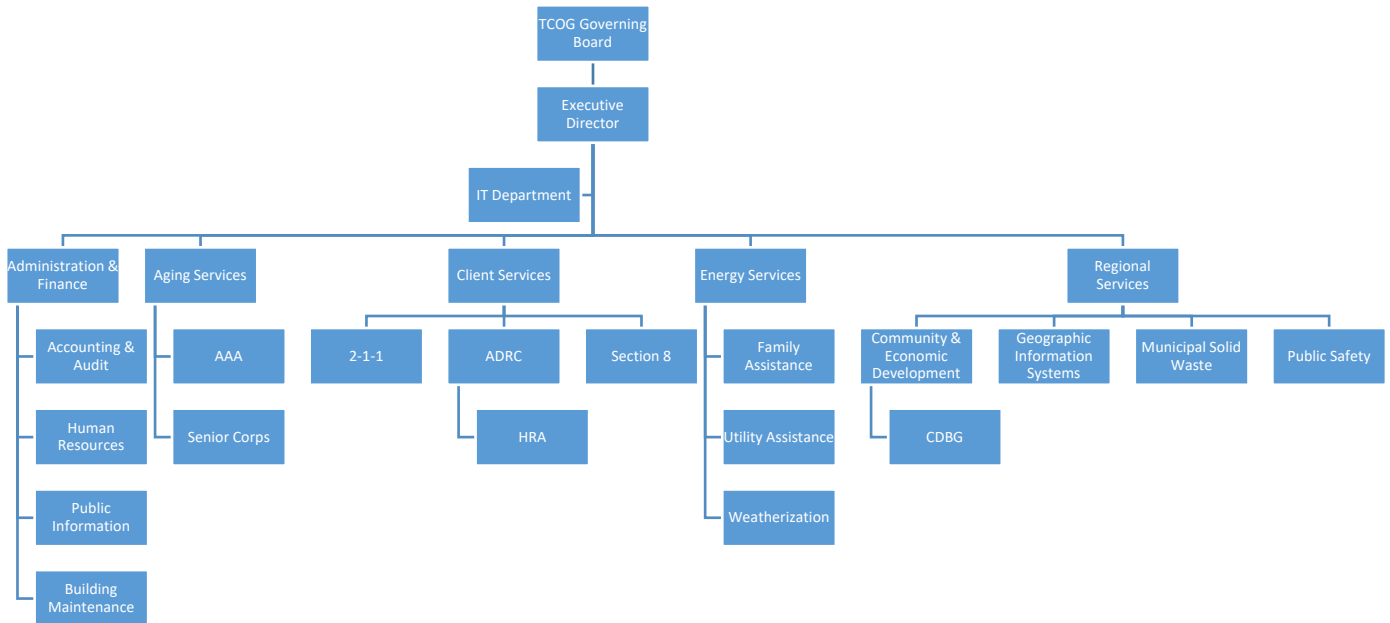 TCOG Governing
Board
Executive
Director
IT Department
Administration &
Finance
Aging Services
Client Services
Energy Services
Regional
Services
Accounting &
Audit
Human
Resources
Public
Information
Building
Maintenance
AAA
Senior Corps
2-1-1
ADRC
HRA
Section 8
Family
Assistance
Utility Assistance
Weatherization
Community &
Economic
Development
CDBG
Geographic
Information
Systems
Municipal Solid
Waste
Public Safety